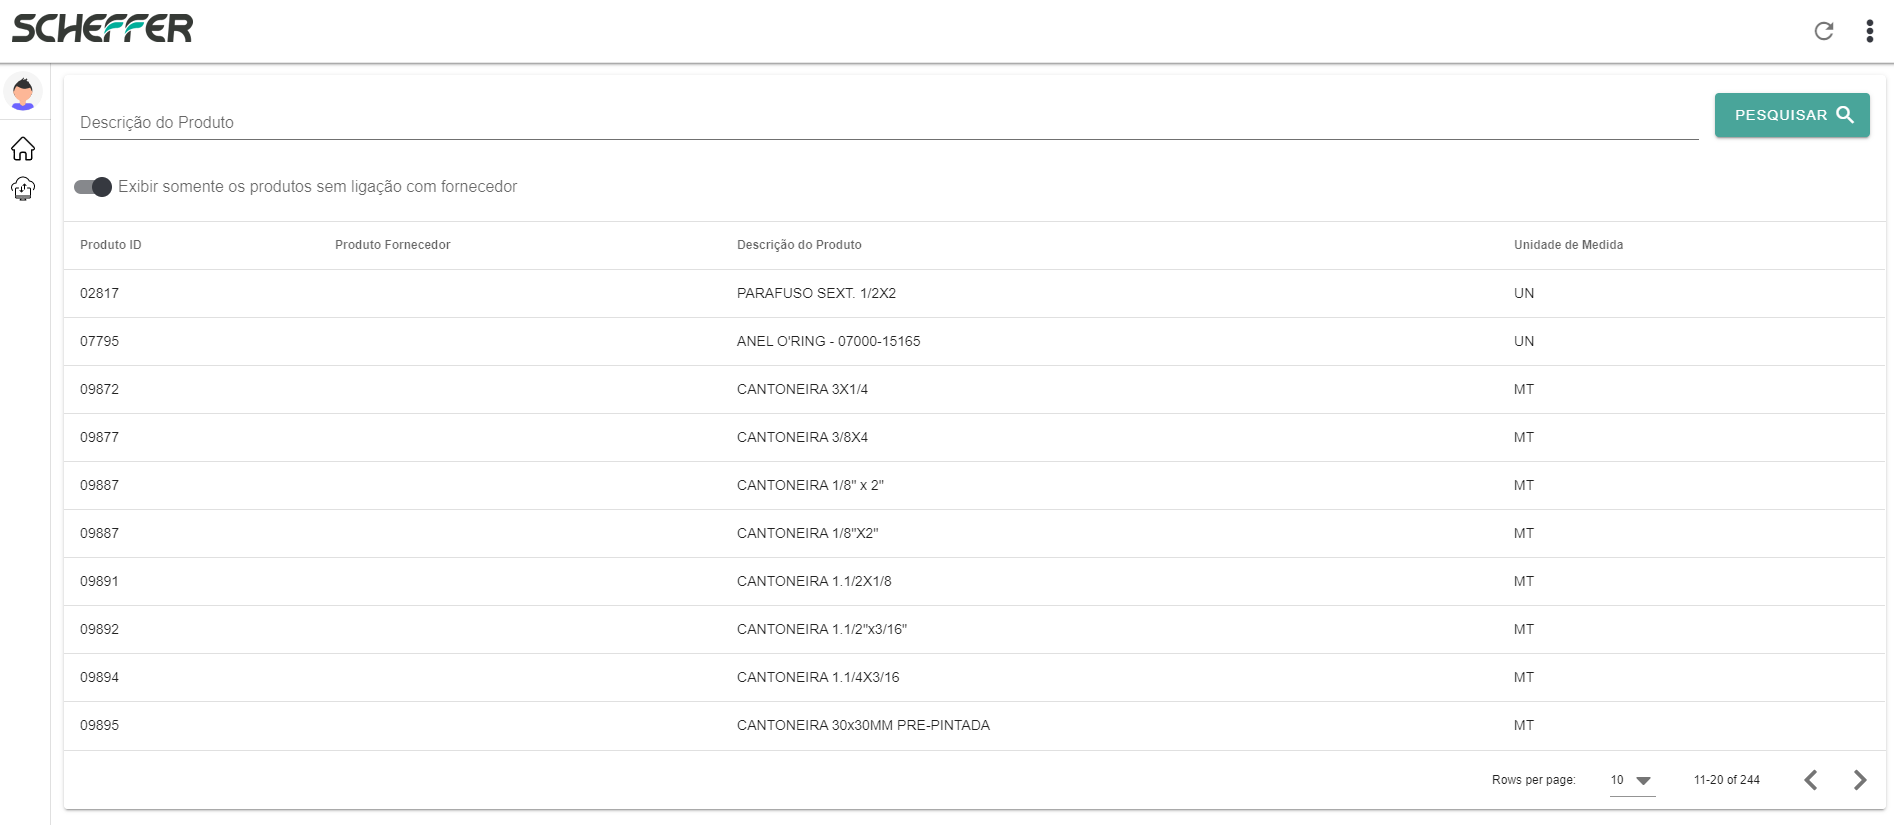 SCHEFFER
Descrição do Produto
PESQUISAR
Exibir somente os produtos sem ligação com fornecedor
Produto ID Produto Fornecedor Descrição do Produto Unidade de Medida
02817 PARAFUSO SEXT. 1/2X2 UN
07795 ANEL O'RING - 07000-15165 UN
09872 CANTONEIRA 3X1/4 MT
09877 CANTONEIRA 3/8X4 MT
09887 CANTONEIRA 1/8" x 2" MT
09887 CANTONEIRA 1/8"X2" MT
09891 CANTONEIRA 1.1/2X1/8 MT
09892 CANTONEIRA 1.1/2"x3/16" MT
09894 CANTONEIRA 1.1/4X3/16 MT
09895 CANTONEIRA 30x30MM PRE-PINTADA MT
Rows per page: 10 11-20 of 244